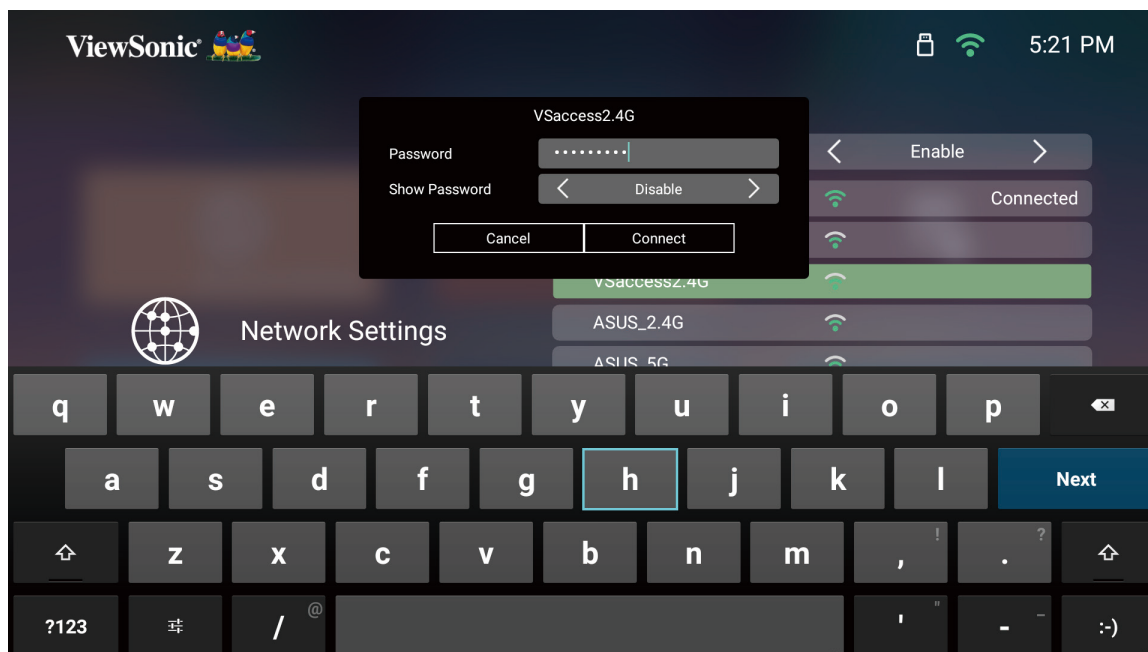 ViewSonic®
5:21 PM
VSaccess2.4G
Password
•••••••••
Enable
Show Password
Disable
Connected
Cancel
Connect
VSaccess2.4G
Network Settings
ASUS_2.4G
ASUS_5G
q w e r t y u i o p
a s d f g h j k l Next
z x c v b n m , ! . ?
?123 / @ ' " - _ :-)